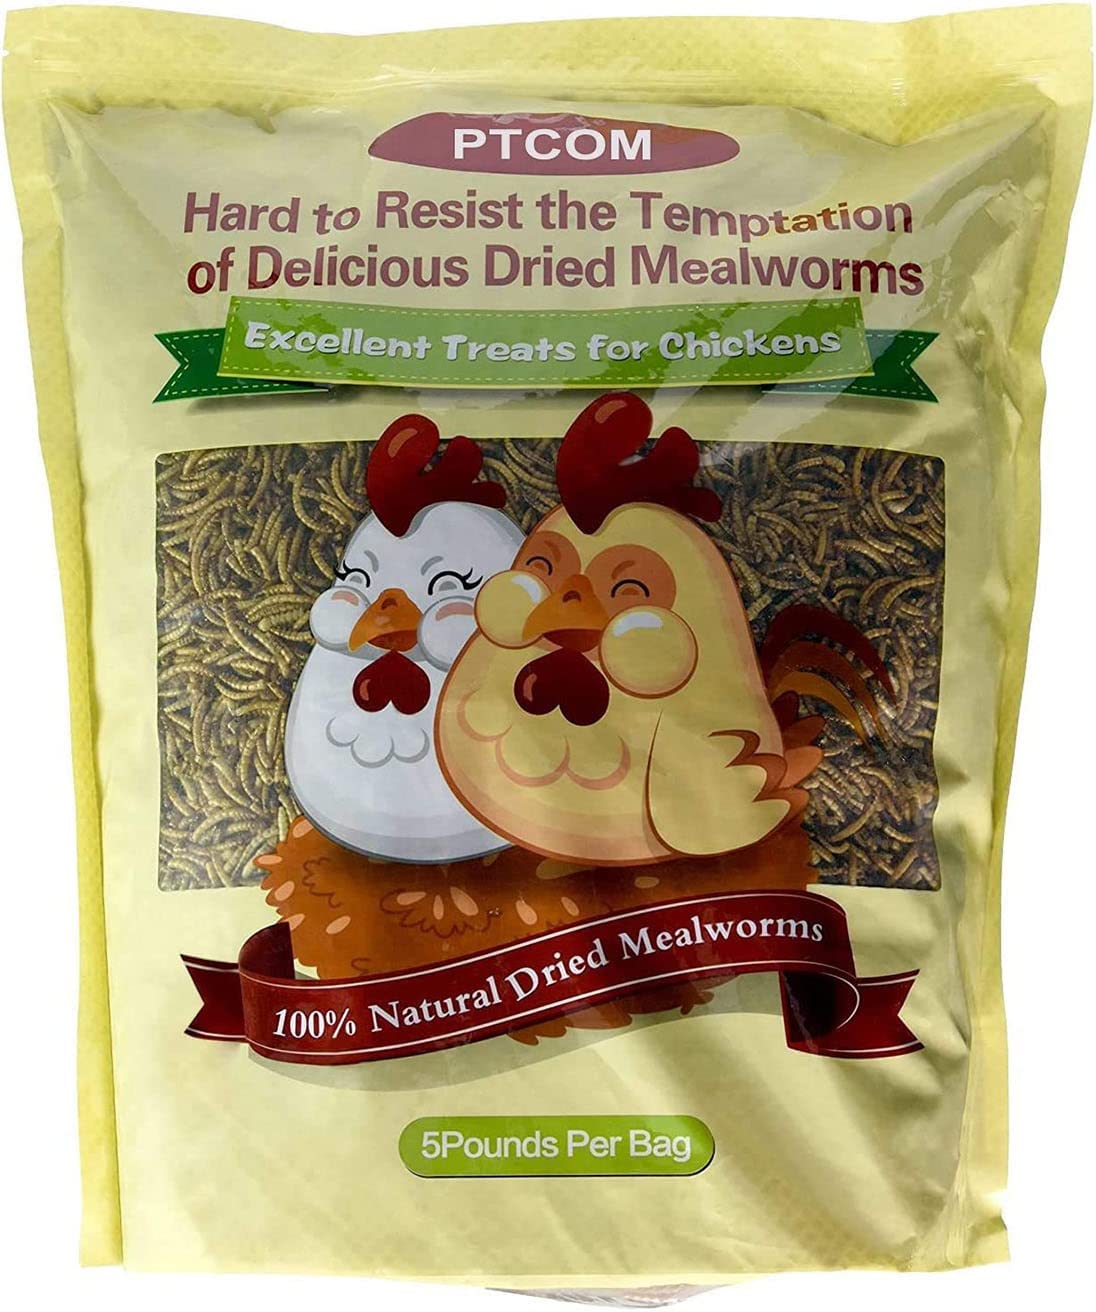 PTCOM
Hard to Resist the Temptation
of Delicious Dried Mealworms
Excellent Treats for Chickens
100% Natural Dried Mealworms
5Pounds Per Bag